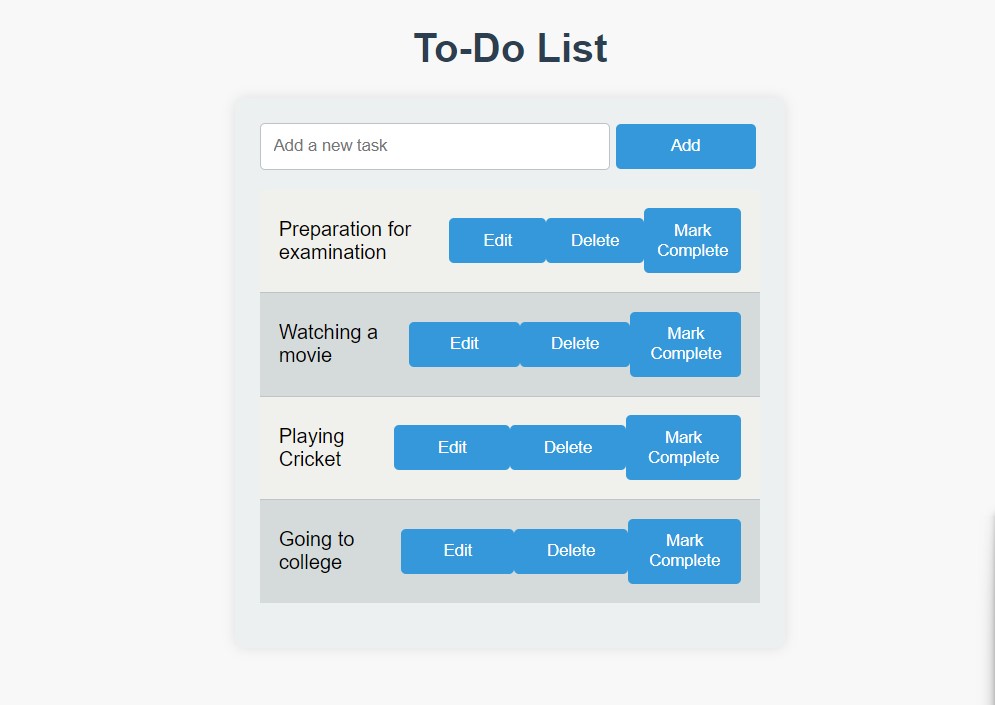 To-Do List
Add a new task
Add
Preparation for
examination
Edit
Delete
Mark
Complete
Watching a
movie
Edit
Delete
Mark
Complete
Playing
Cricket
Edit
Delete
Mark
Complete
Going to
college
Edit
Delete
Mark
Complete